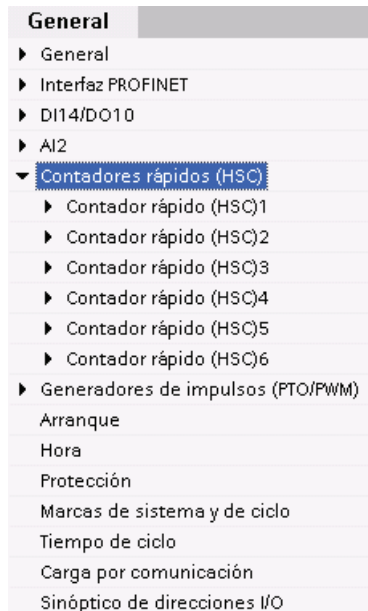 General
General
Interfaz PROFINET
DI14/DO10
AI2
Contadores rápidos (HSC)
Contador rápido (HSC)1
Contador rápido (HSC)2
Contador rápido (HSC)3
Contador rápido (HSC)4
Contador rápido (HSC)5
Contador rápido (HSC)6
Generadores de impulsos (PTO/PWM)
Arranque
Hora
Protección
Marcas de sistema y de ciclo
Tiempo de ciclo
Carga por comunicación
Sinóptico de direcciones I/O